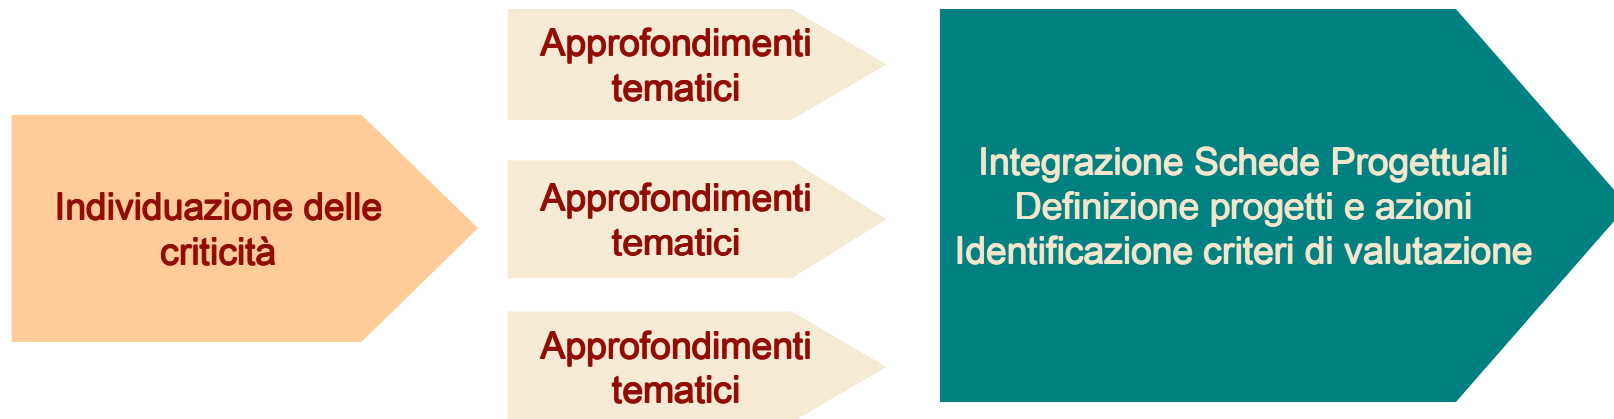 Individuazione delle
criticità
Approfondimenti
tematici
Approfondimenti
tematici
Approfondimenti
tematici
Integrazione Schede Progettuali
Definizione progetti e azioni
Identificazione criteri di valutazione